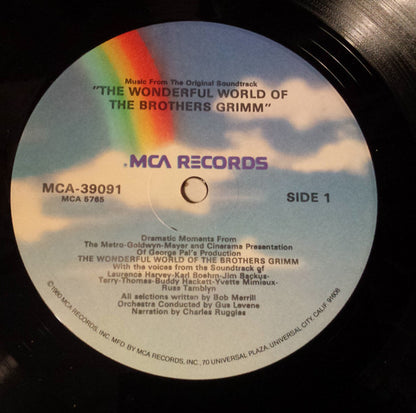 Music From The Original Soundtrack
"THE WONDERFUL WORLD OF
THE BROTHERS GRIMM"
MCA RECORDS
MCA-39091
MCA 5765
SIDE 1
Dramatic Moments From
The Metro-Goldwyn-Mayer and Cinerama Presentation
Of George Pal's Production
THE WONDERFUL WORLD OF THE BROTHERS GRIMM
With the voices from the Soundtrack of
Laurence Harvey-Karl Boehm-Jim Backus-
Terry-Thomas-Buddy Hackett-Yvette Mimieux-
Russ Tamblyn
All selctions written by Bob Merrill
Orchestra Conducted by Gus Levene
Narration by Charles Ruggles
©1980 MCA RECORDS, INC. MFD. BY MCA RECORDS, INC., 70 UNIVERSAL PLAZA, UNIVERSAL CITY, CALIF. 91608